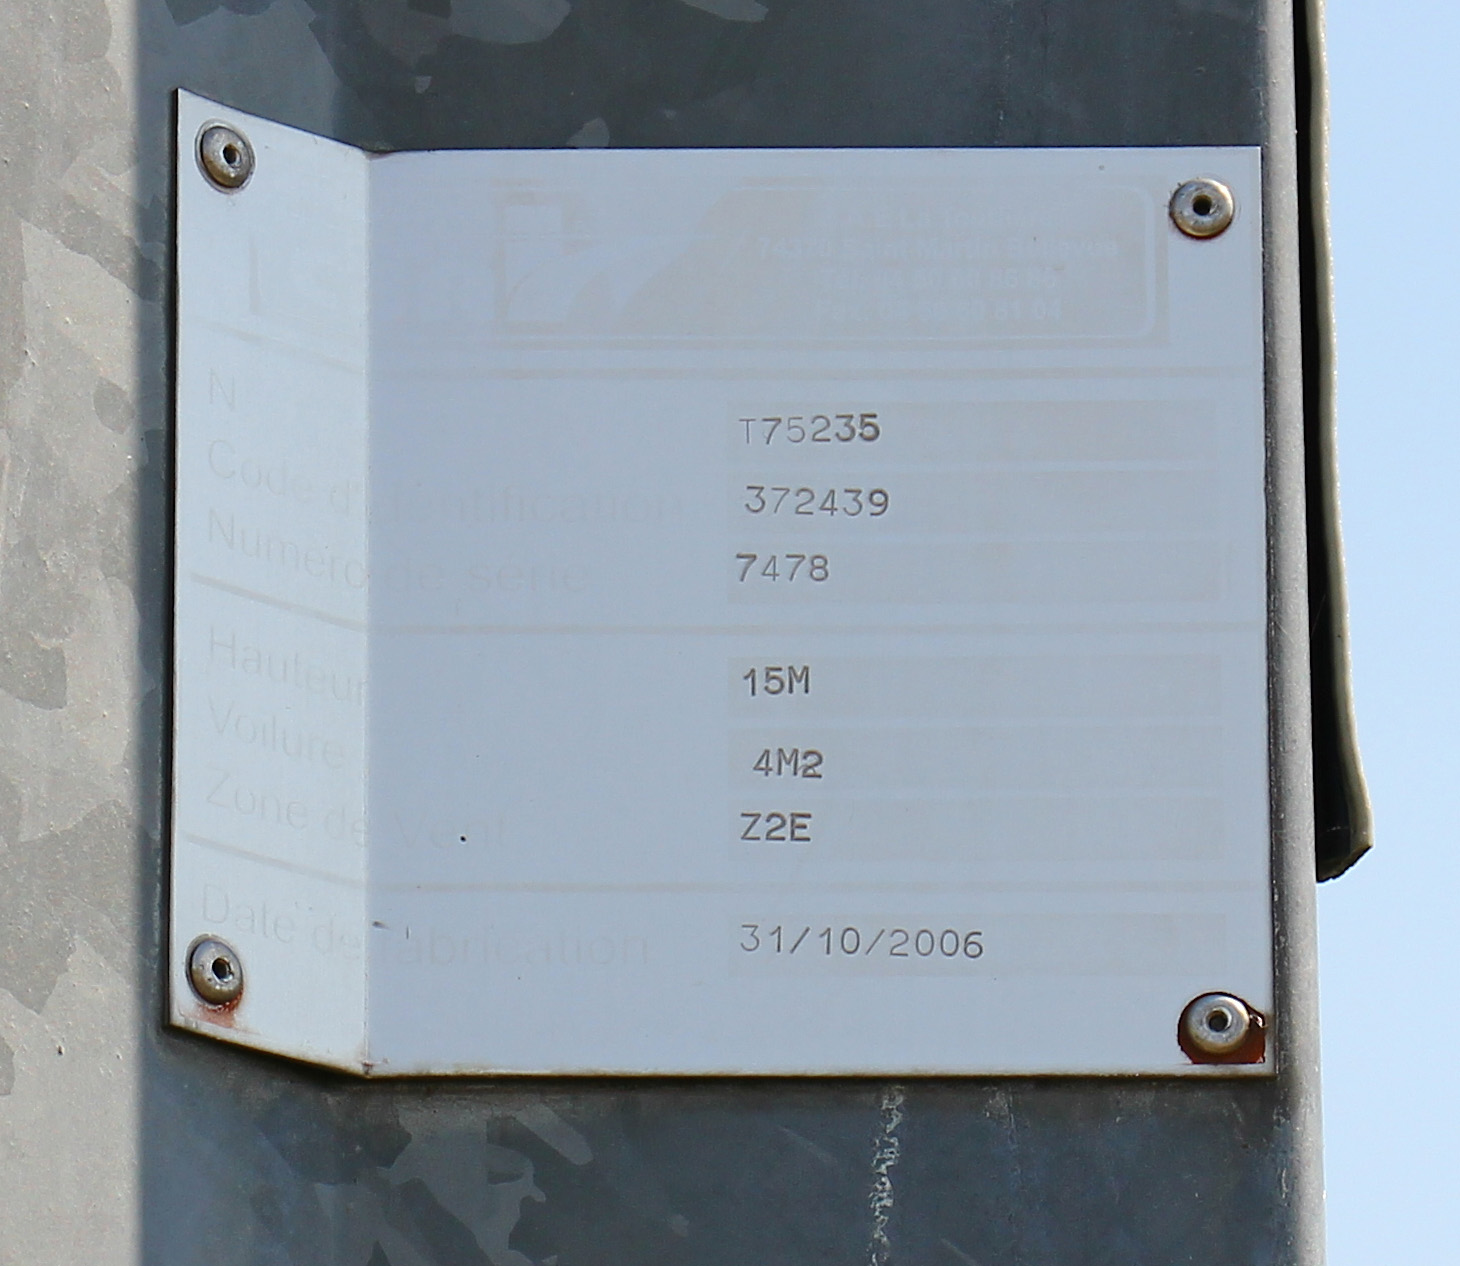 N T75235
Code d'identification 372439
Numéro de série 7478
Hauteur 15M
Voilure 4M2
Zone de Vent Z2E
Date de fabrication 31/10/2006